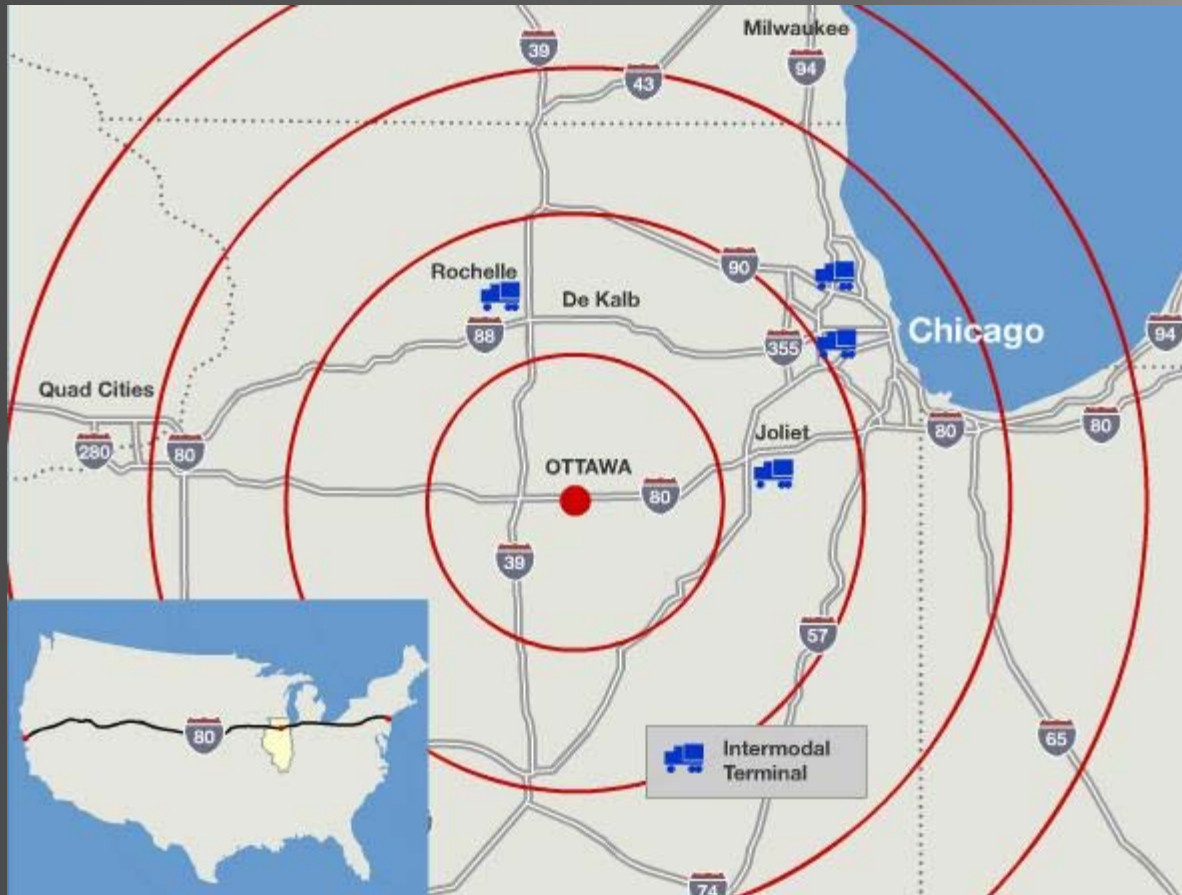 Milwaukee
39
43
94
Rochelle
90
De Kalb
88
355
Chicago
94
Quad Cities
280
80
80
80
Joliet
OTTAWA
80
39
57
80
65
Intermodal
Terminal
74